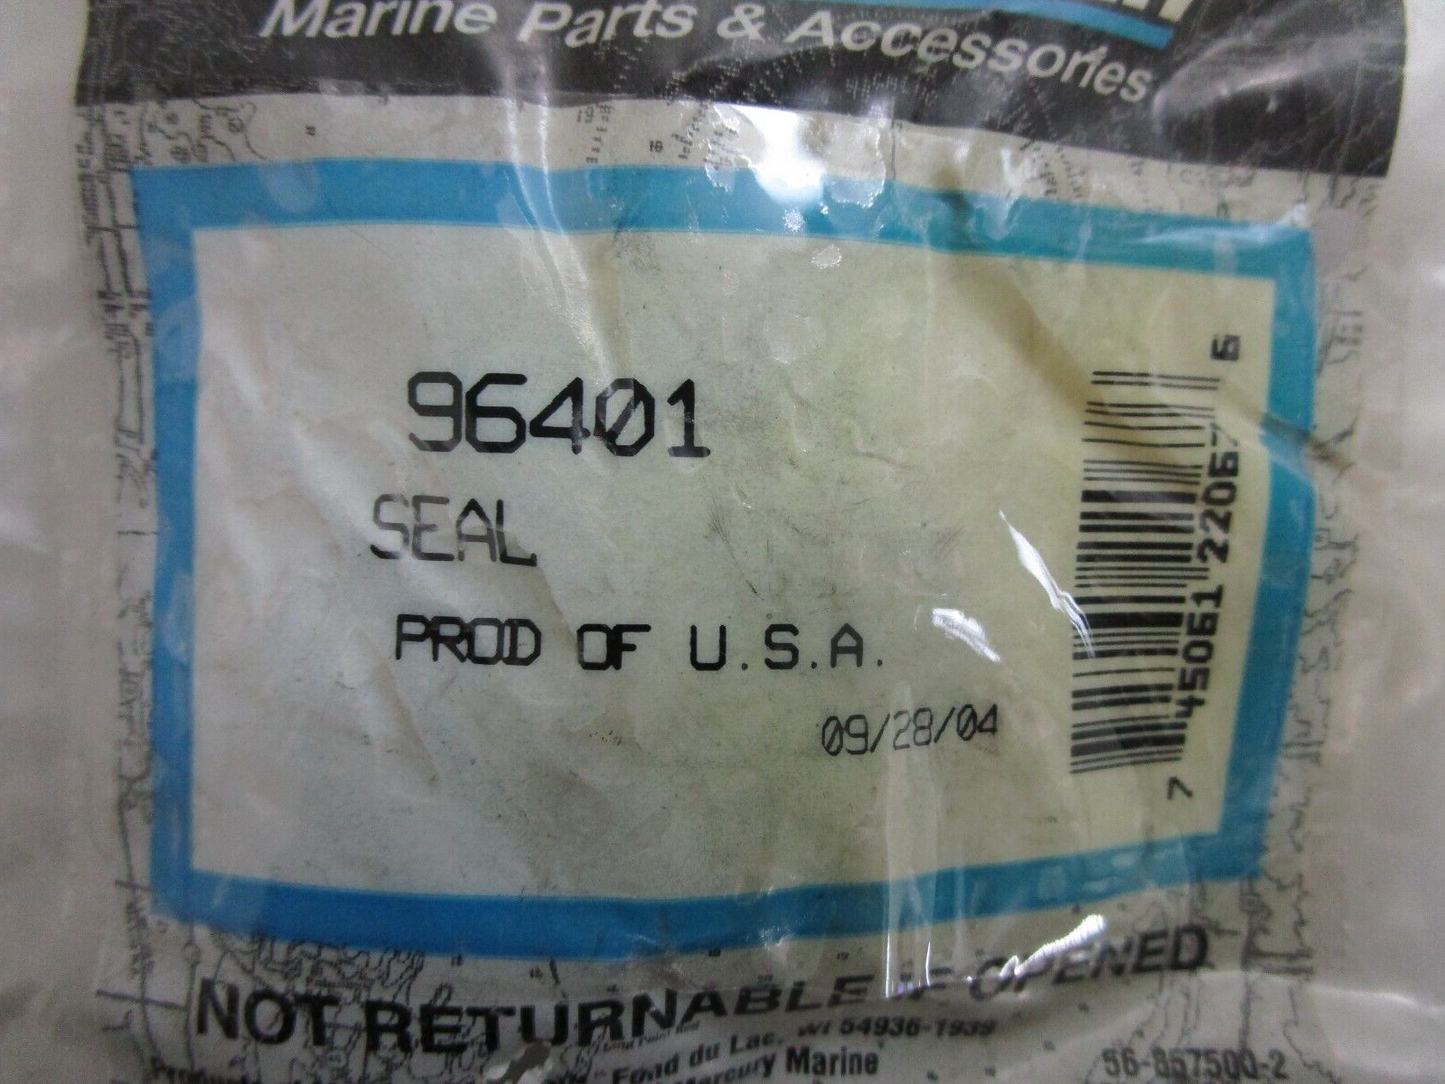 Marine Parts & Accessories
96401
SEAL
PROD OF U.S.A.
09/28/04
7 45061 22067 6
NOT RETURNABLE IF OPENED
Fond du Lac, WI 54936-1939
Mercury Marine
56-857500-2